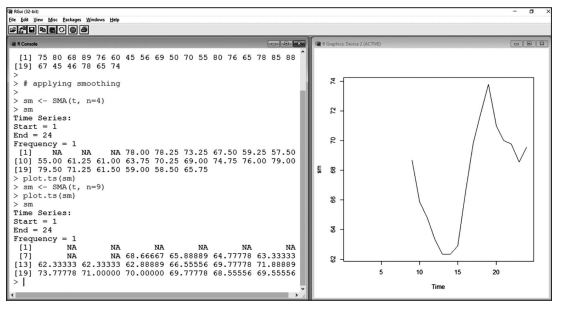 RGui (32-bit)
File Edit View Misc Packages Windows Help
R Console
[1] 75 80 68 89 76 60 45 56 69 50 70 55 80 76 65 78 85 88
[19] 67 45 46 78 65 74
>
> # applying smoothing
>
> sm <- SMA(t, n=4)
> sm
Time Series:
Start = 1
End = 24
Frequency = 1
[1] NA NA NA 78.00 78.25 73.25 67.50 59.25 57.50
[10] 55.00 61.25 61.00 63.75 70.25 69.00 74.75 76.00 79.00
[19] 79.50 71.25 61.50 59.00 58.50 65.75
> plot.ts(sm)
> sm <- SMA(t, n=9)
> plot.ts(sm)
> sm
Time Series:
Start = 1
End = 24
Frequency = 1
[1] NA NA NA NA NA NA
[7] NA NA 68.66667 65.88889 64.77778 63.33333
[13] 62.33333 62.33333 62.88889 66.55556 69.77778 71.88889
[19] 73.77778 71.00000 70.00000 69.77778 68.55556 69.55556
>
R Graphics: Device 2 (ACTIVE)
74
72
70
68
66
64
62
sm
5 10 15 20
Time